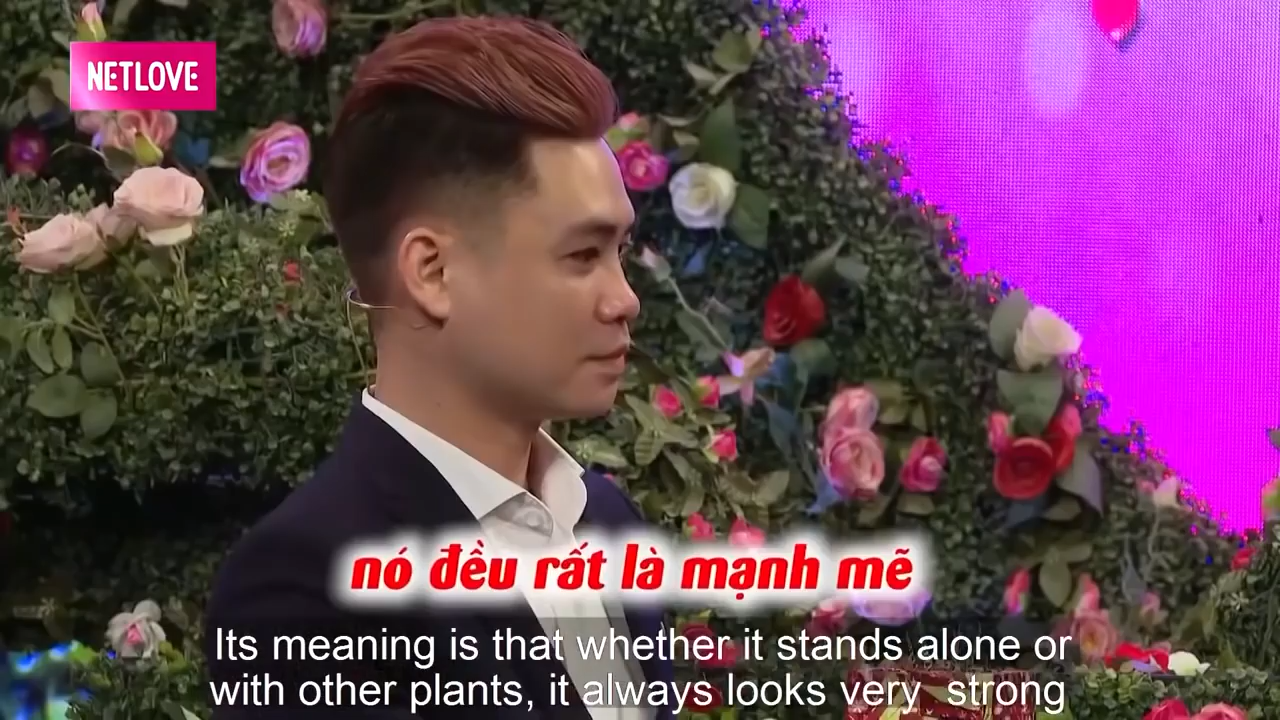 NETLOVE
nó đều rất là mạnh mẽ
Its meaning is that whether it stands alone or
with other plants, it always looks very strong